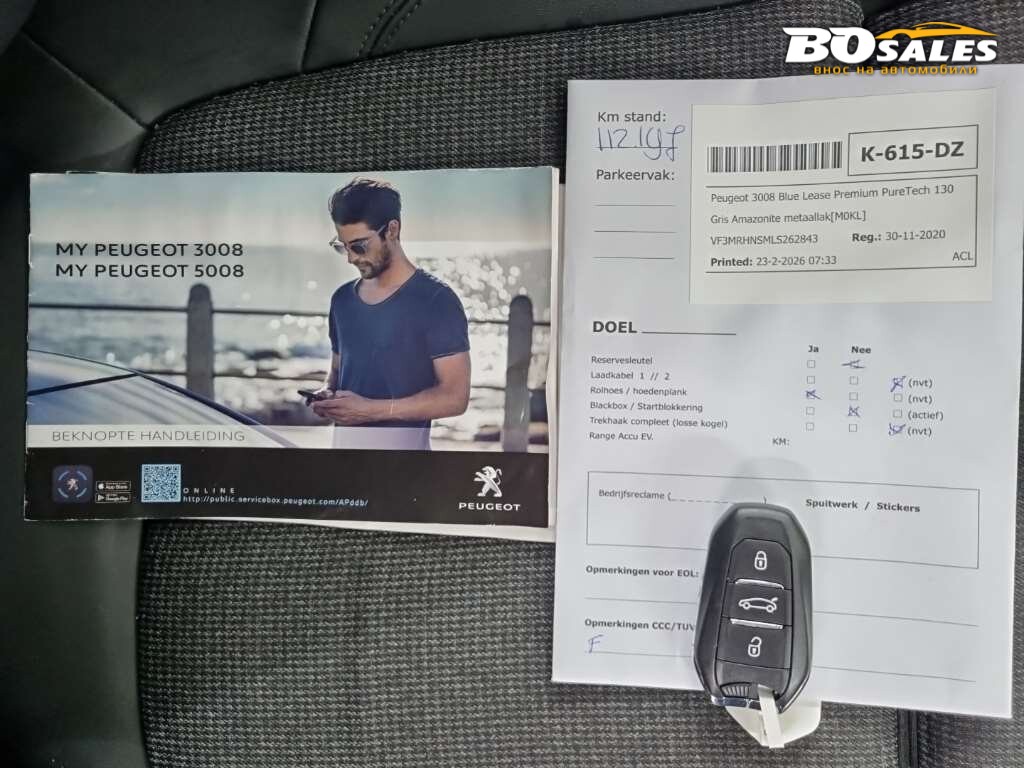 BOSALES
внос на автомобили
MY PEUGEOT 3008
MY PEUGEOT 5008
BEKNOPTE HANDLEIDING
App Store
Google Play
ONLINE
http://public.servicebox.peugeot.com/APddb/
PEUGEOT
Km stand:
Parkeervak:
K-615-DZ
Peugeot 3008 Blue Lease Premium PureTech 130
Gris Amazonite metaallak[M0KL]
VF3MRHNSMLS262843 Reg.: 30-11-2020
Printed: 23-2-2026 07:33 ACL
DOEL
Ja Nee
Reservesleutel
Laadkabel 1 // 2 (nvt)
Rolhoes / hoedenplank (nvt)
Blackbox / Startblokkering (actief)
Trekhaak compleet (losse kogel) (nvt)
Range Accu EV. KM:
Bedrijfsreclame ( ) Spuitwerk / Stickers
Opmerkingen voor EOL:
Opmerkingen CCC/TUV
F